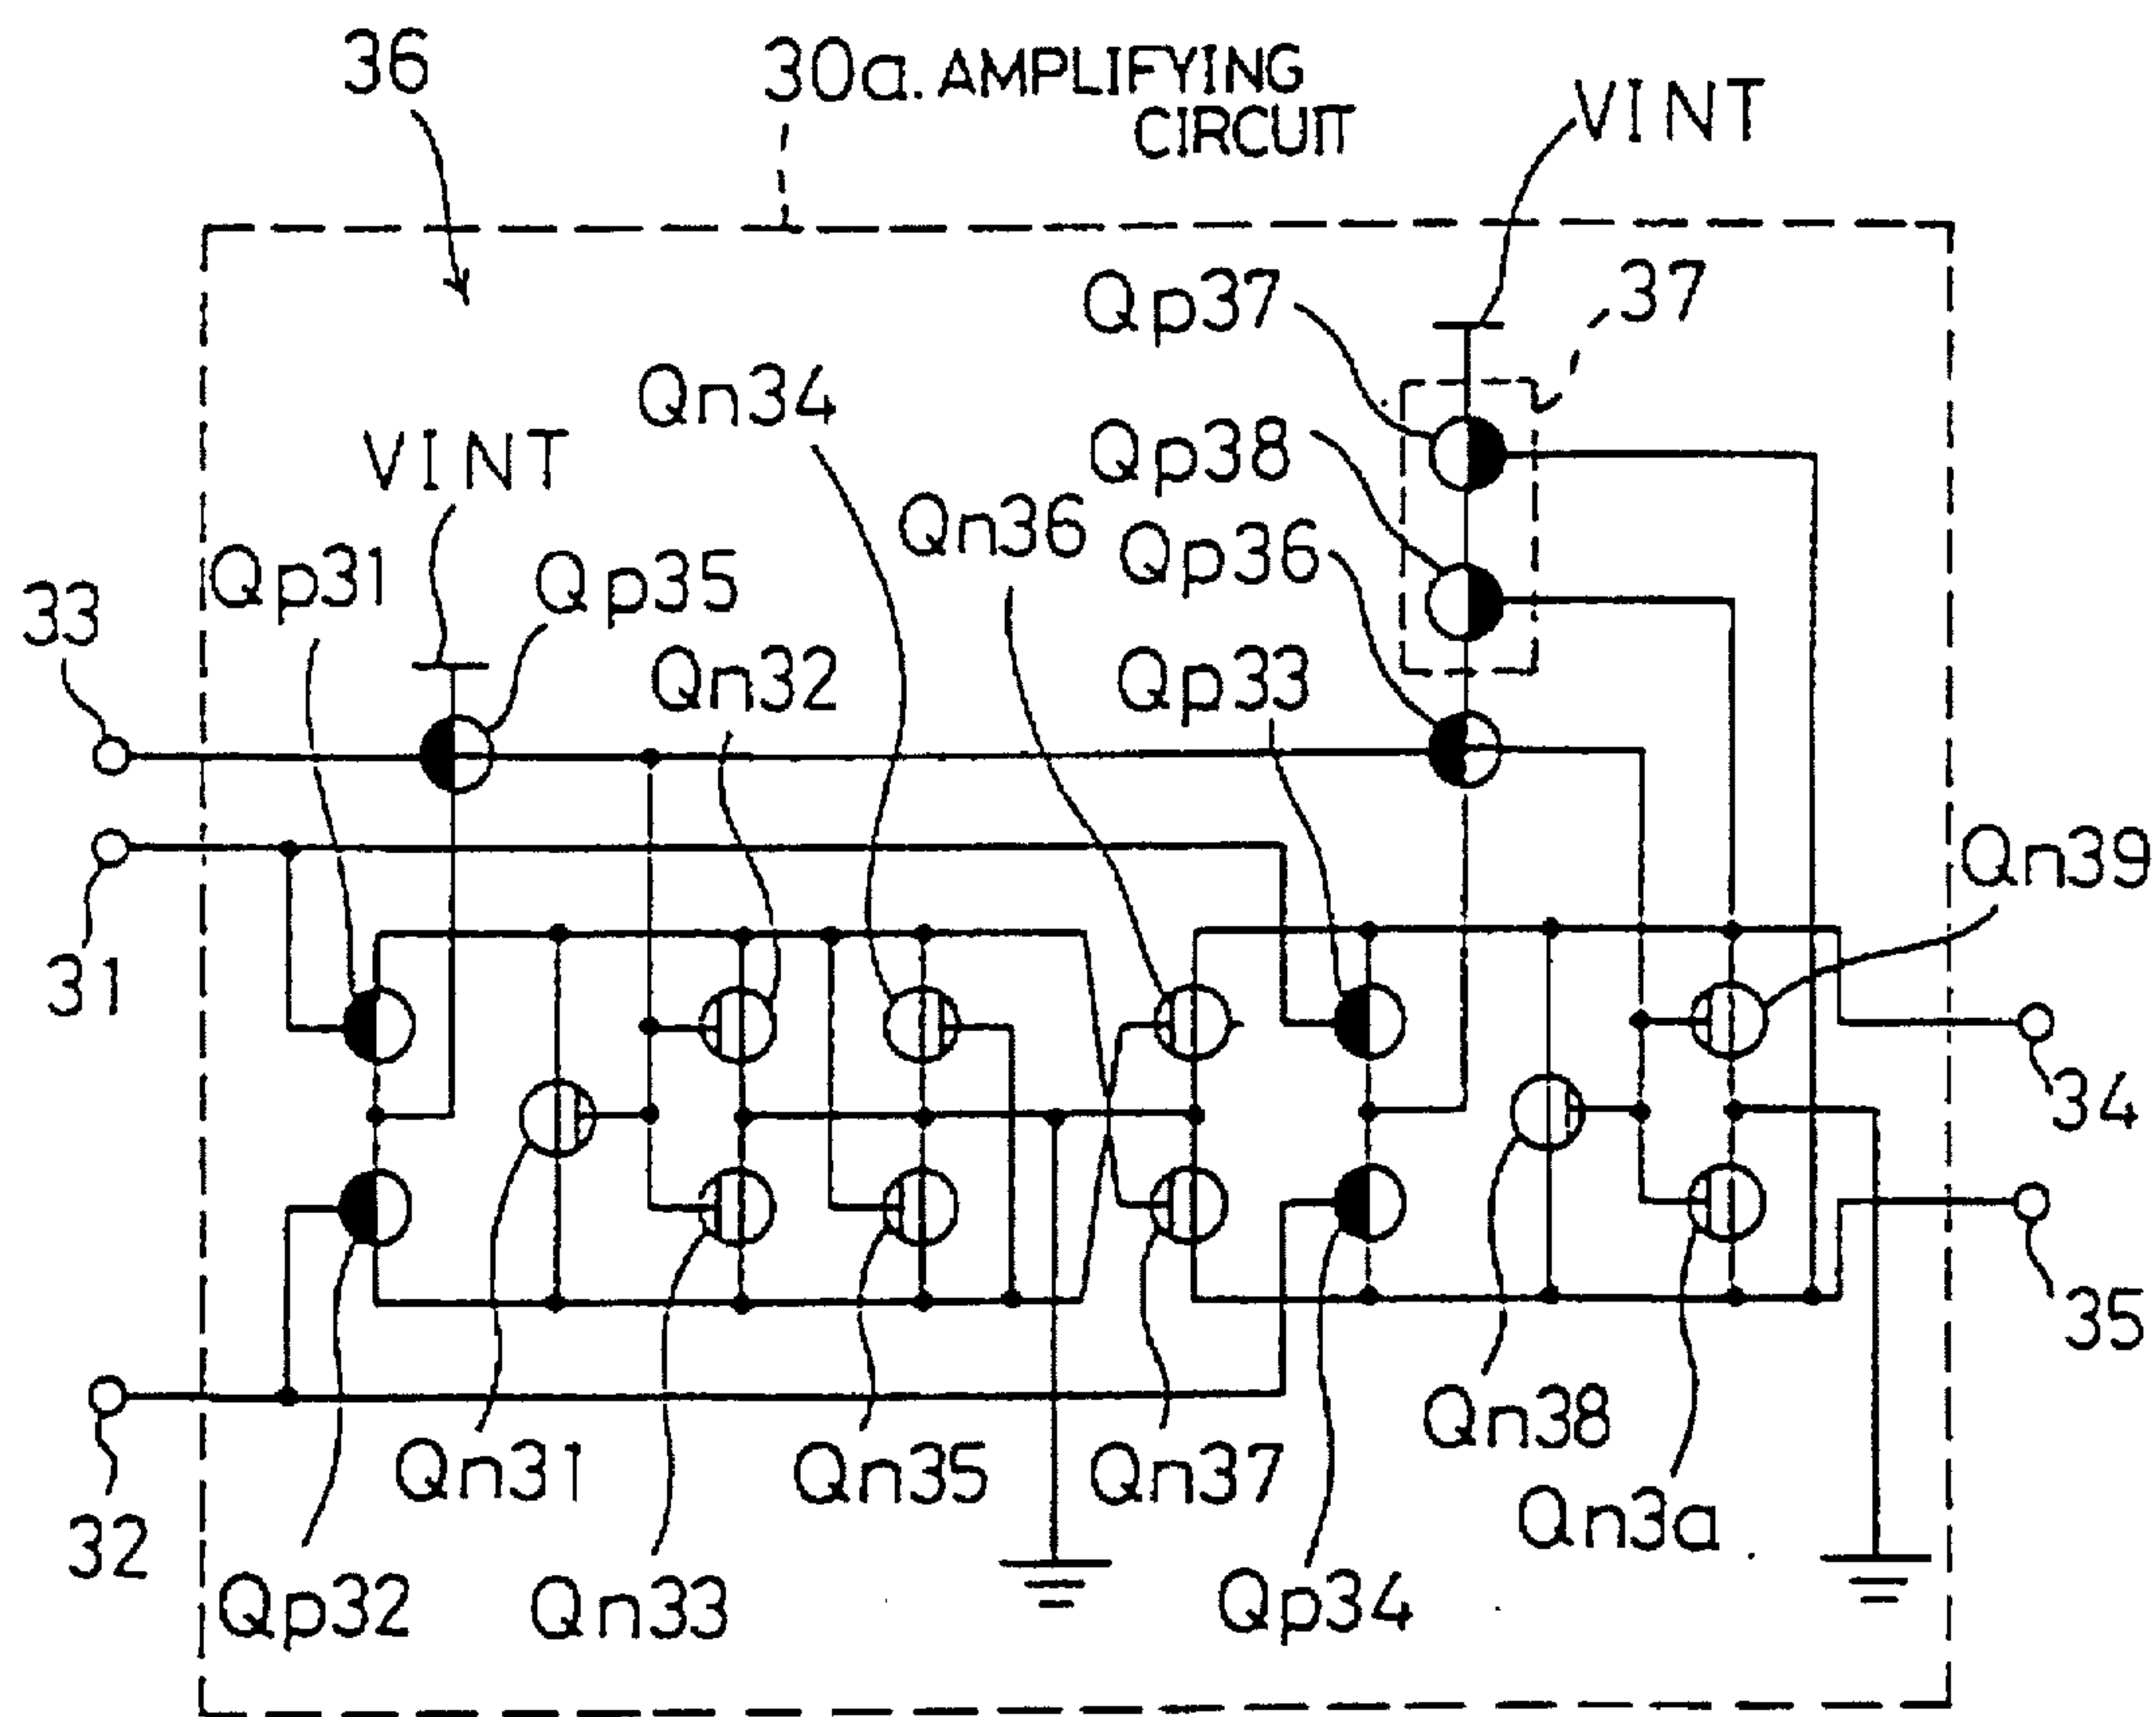 36
30a. AMPLIFYING
CIRCUIT
VINT
Qp37
37
Qn34
Qp38
VINT
Qn36
Qp36
Qp31
Qp35
33
Qn32
Qp33
Qn39
31
34
35
Qn38
Qn31
Qn35
Qn37
Qn3a
32
Qp32
Qn33
Qp34